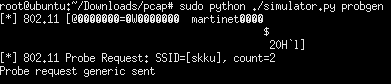 root@ubuntu:~/Downloads/pcap# sudo python ./simulator.py probgen
[*] 802.11 [@0000000=0W0000000  martinet0000
$
20H`l]
[*] 802.11 Probe Request: SSID=[skku], count=2
Probe request generic sent